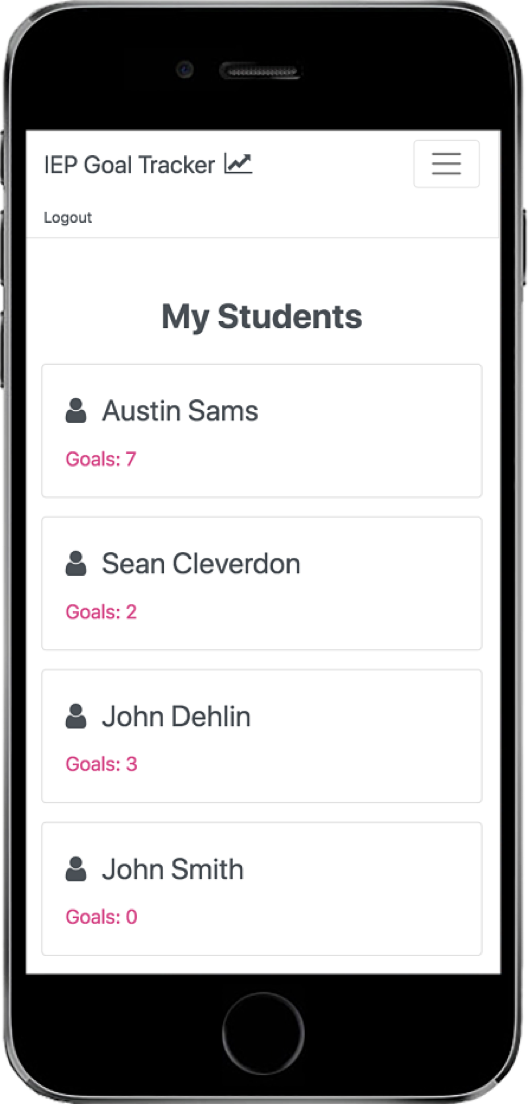 IEP Goal Tracker
Logout
My Students
Austin Sams
Goals: 7
Sean Cleverdon
Goals: 2
John Dehlin
Goals: 3
John Smith
Goals: 0